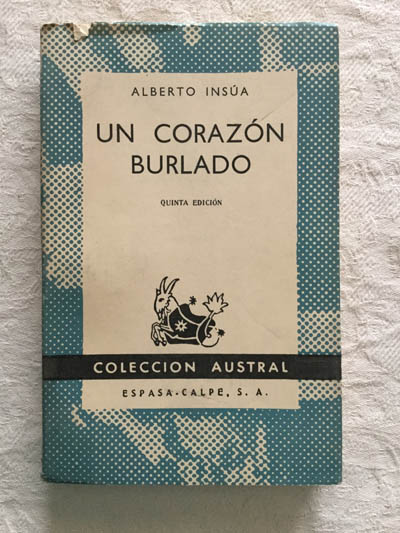 ALBERTO INSÚA
UN CORAZÓN
BURLADO
QUINTA EDICIÓN
COLECCION AUSTRAL
ESPASA-CALPE, S. A.